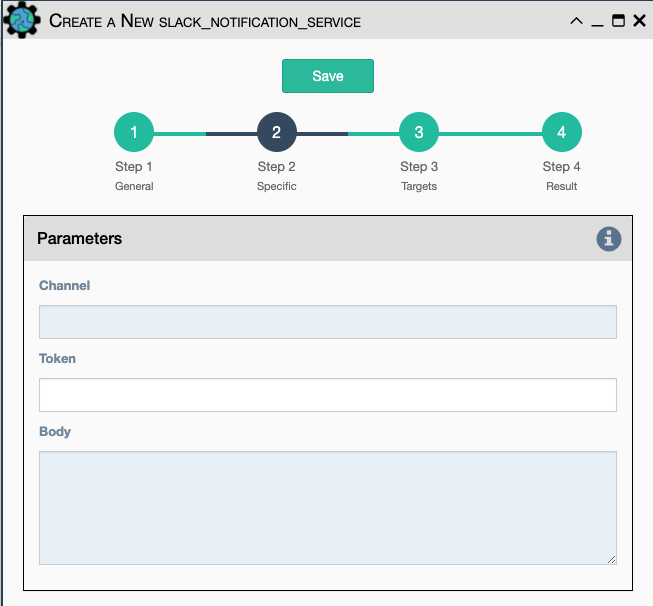 Create a New slack_notification_service
Save
1 2 3 4
Step 1 Step 2 Step 3 Step 4
General Specific Targets Result
Parameters
Channel
Token
Body